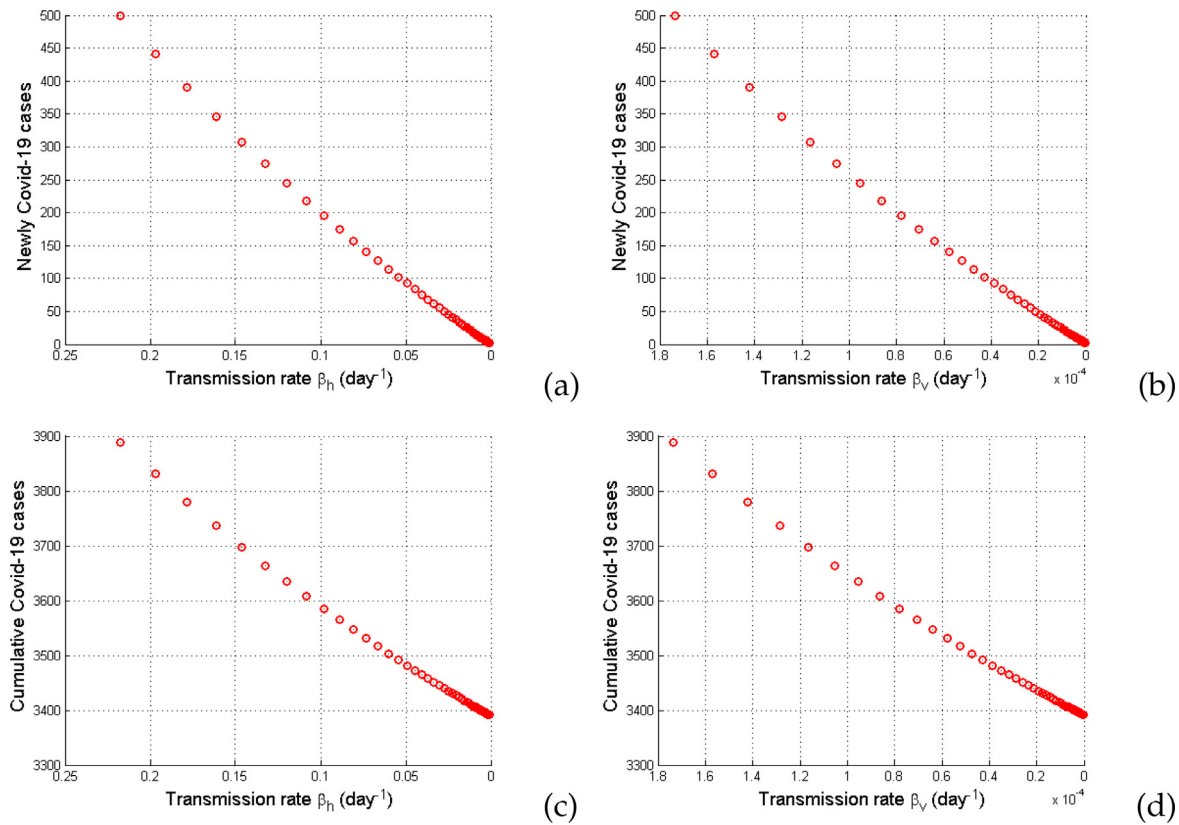 500
450
400
350
300
250
200
150
100
50
0
Newly Covid-19 cases
0.25 0.2 0.15 0.1 0.05 0
Transmission rate βh (day-1)
(a)
500
450
400
350
300
250
200
150
100
50
0
Newly Covid-19 cases
1.8 1.6 1.4 1.2 1 0.8 0.6 0.4 0.2 0
Transmission rate βv (day-1)
x 10-4
(b)
3900
3800
3700
3600
3500
3400
3300
Cumulative Covid-19 cases
0.25 0.2 0.15 0.1 0.05 0
Transmission rate βh (day-1)
(c)
3900
3800
3700
3600
3500
3400
3300
Cumulative Covid-19 cases
1.8 1.6 1.4 1.2 1 0.8 0.6 0.4 0.2 0
Transmission rate βv (day-1)
x 10-4
(d)